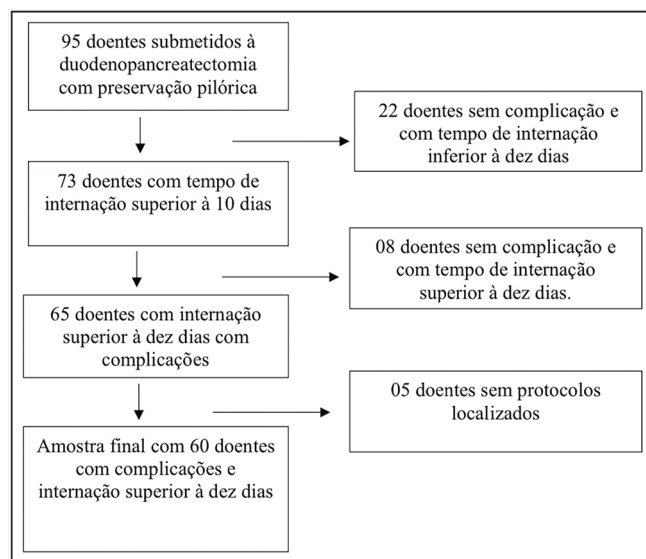 95 doentes submetidos à
duodenopancreatectomia
com preservação pilórica
22 doentes sem complicação e
com tempo de internação
inferior à dez dias
73 doentes com tempo de
internação superior à 10 dias
08 doentes sem complicação e
com tempo de internação
superior à dez dias.
65 doentes com internação
superior à dez dias com
complicações
05 doentes sem protocolos
localizados
Amostra final com 60 doentes
com complicações e
internação superior à dez dias